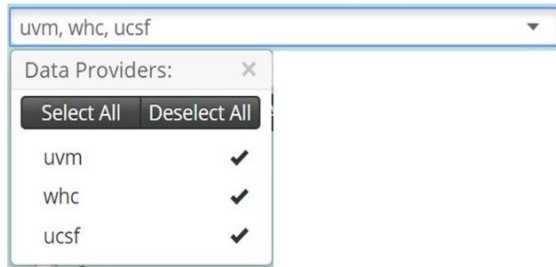 uvm, whc, ucsf
Data Providers:
Select All Deselect All
uvm
whc
ucsf